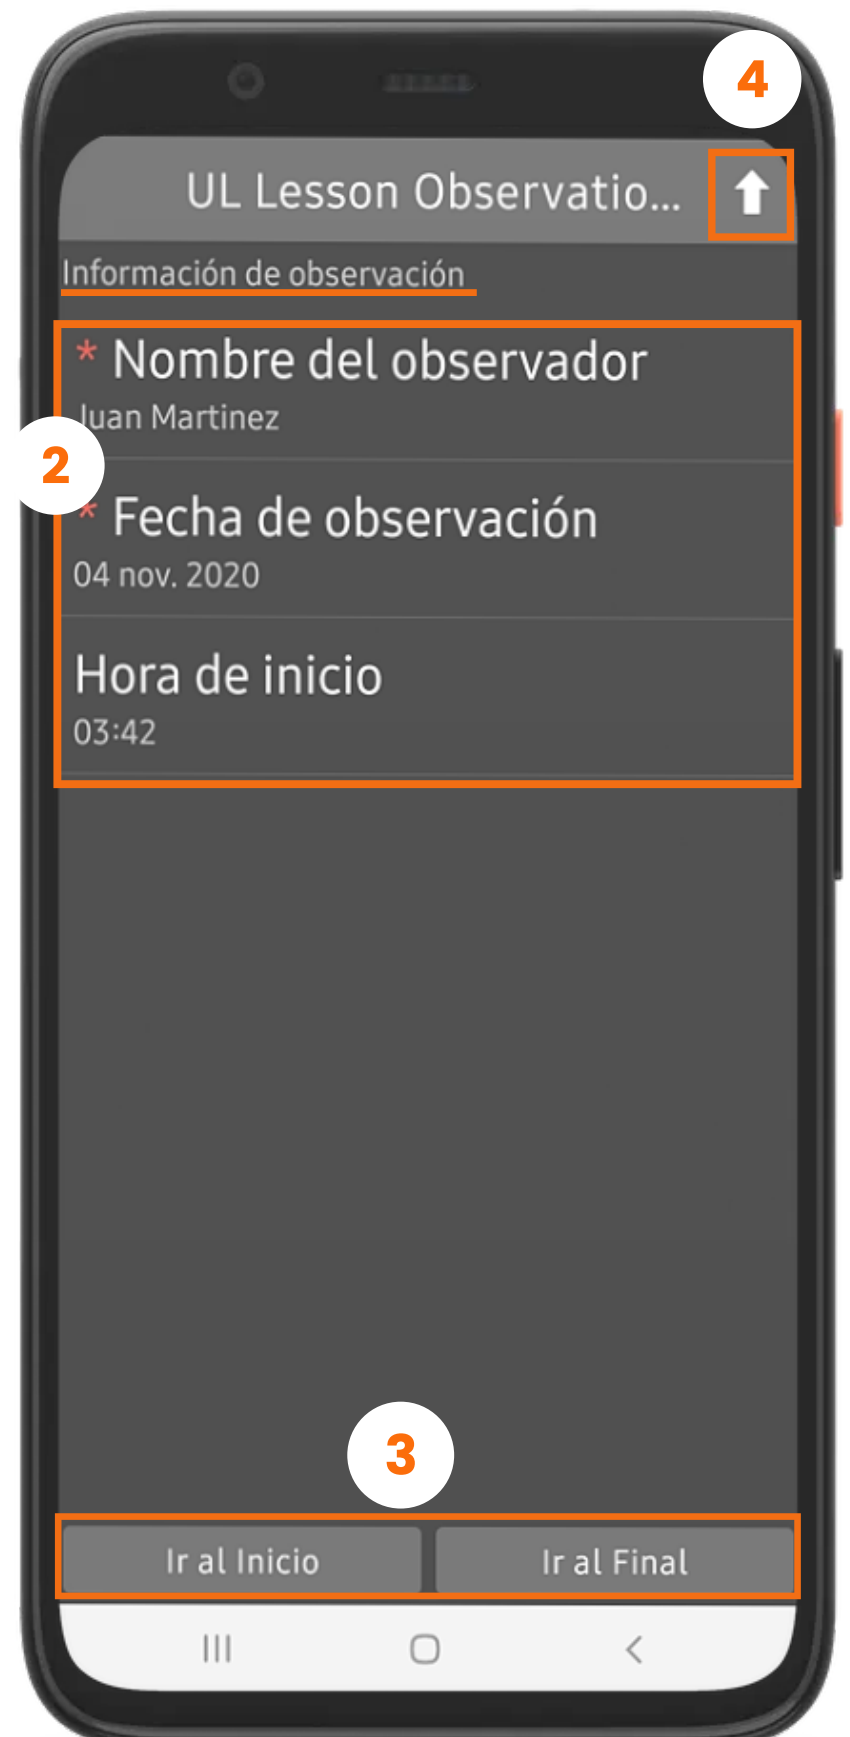 4
UL Lesson Observatio...
Información de observación
* Nombre del observador
Juan Martinez
2
* Fecha de observación
04 nov. 2020
Hora de inicio
03:42
3
Ir al Inicio
Ir al Final